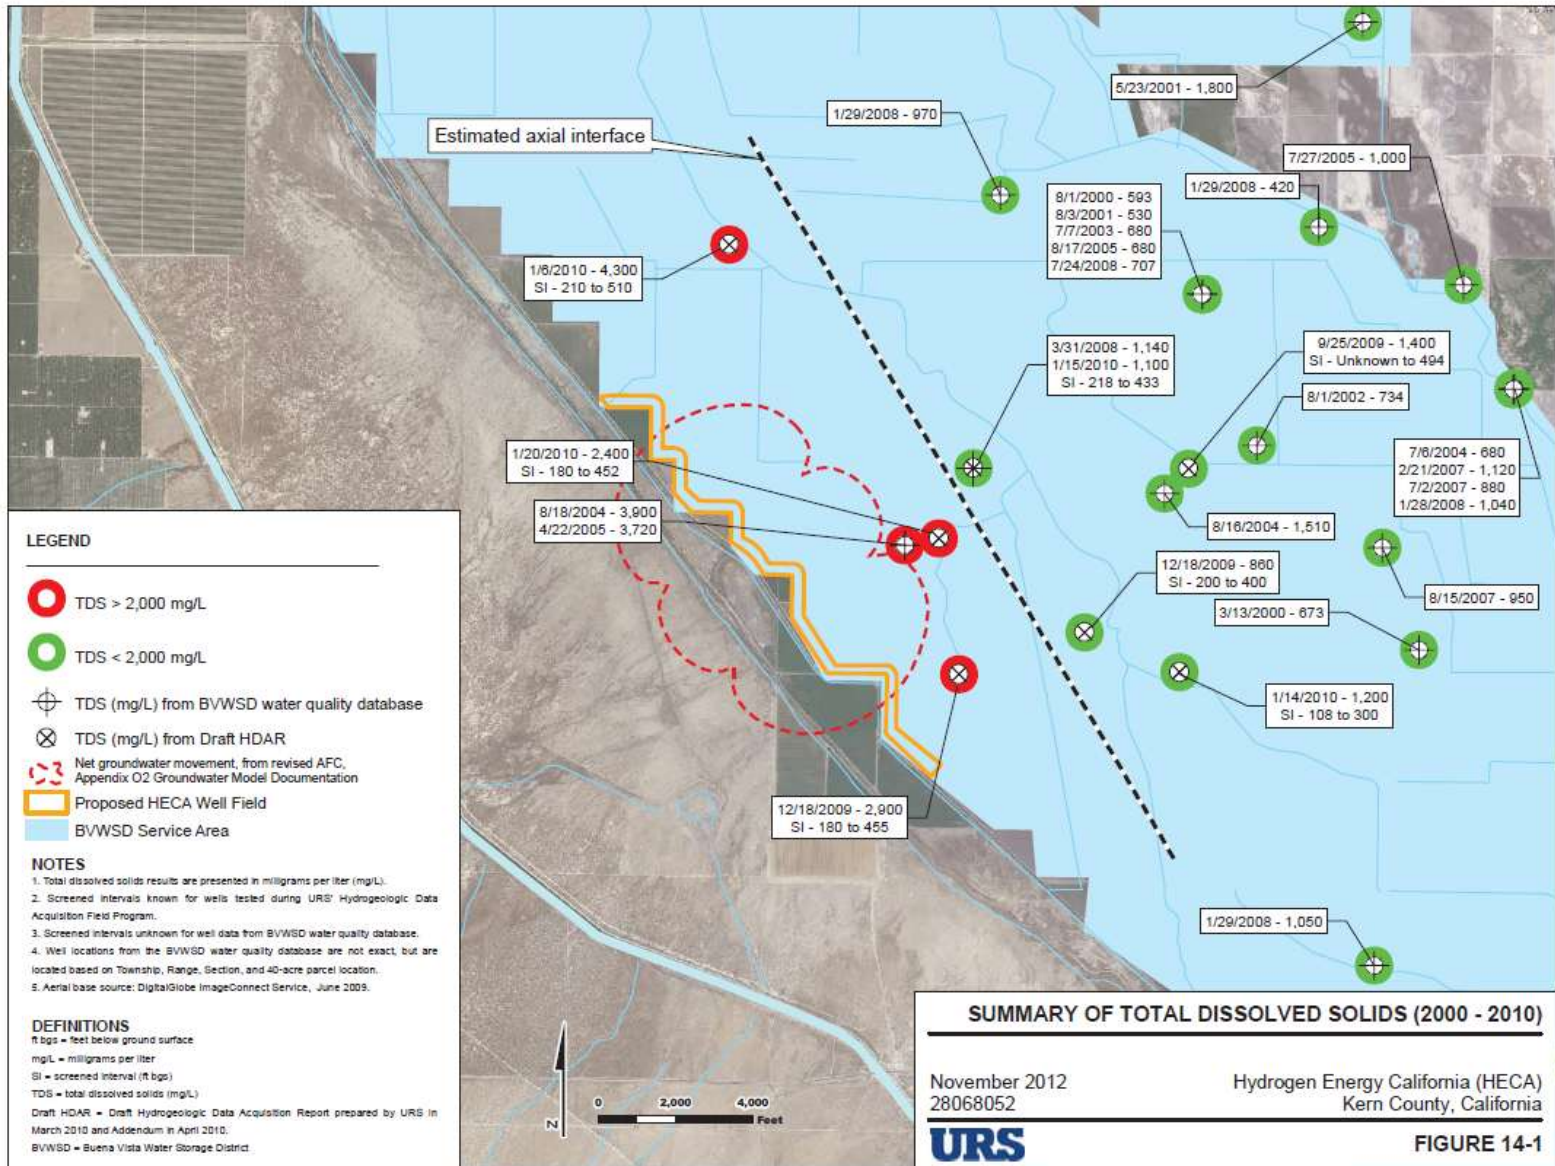 5/23/2001 - 1,800
1/29/2008 - 970
Estimated axial interface
7/27/2005 - 1,000
1/29/2008 - 420
8/1/2000 - 593
8/3/2001 - 530
7/7/2003 - 680
8/17/2005 - 680
7/24/2008 - 707
1/6/2010 - 4,300
SI - 210 to 510
3/31/2008 - 1,140
1/15/2010 - 1,100
SI - 218 to 433
9/25/2009 - 1,400
SI - Unknown to 494
8/1/2002 - 734
1/20/2010 - 2,400
SI - 180 to 452
7/6/2004 - 680
2/21/2007 - 1,120
7/2/2007 - 880
1/28/2008 - 1,040
8/18/2004 - 3,900
4/22/2005 - 3,720
8/16/2004 - 1,510
12/18/2009 - 860
SI - 200 to 400
8/15/2007 - 950
3/13/2000 - 673
1/14/2010 - 1,200
SI - 108 to 300
12/18/2009 - 2,900
SI - 180 to 455
1/29/2008 - 1,050
LEGEND
TDS > 2,000 mg/L
TDS < 2,000 mg/L
TDS (mg/L) from BVWSD water quality database
TDS (mg/L) from Draft HDAR
Net groundwater movement, from revised AFC,
Appendix O2 Groundwater Model Documentation
Proposed HECA Well Field
BVWSD Service Area
NOTES
1. Total dissolved solids results are presented in milligrams per liter (mg/L).
2. Screened intervals known for wells tested during URS' Hydrogeologic Data
Acquisition Field Program.
3. Screened intervals unknown for well data from BVWSD water quality database.
4. Well locations from the BVWSD water quality database are not exact, but are
located based on Township, Range, Section, and 40-acre parcel location.
5. Aerial base source: DigitalGlobe ImageConnect Service, June 2009.
DEFINITIONS
ft bgs = feet below ground surface
mg/L = milligrams per liter
SI = screened interval (ft bgs)
TDS = total dissolved solids (mg/L)
Draft HDAR = Draft Hydrogeologic Data Acquisition Report prepared by URS in
March 2010 and Addendum in April 2010.
BVWSD = Buena Vista Water Storage District
N
0 2,000 4,000
Feet
SUMMARY OF TOTAL DISSOLVED SOLIDS (2000 - 2010)
November 2012
28068052
Hydrogen Energy California (HECA)
Kern County, California
URS
FIGURE 14-1